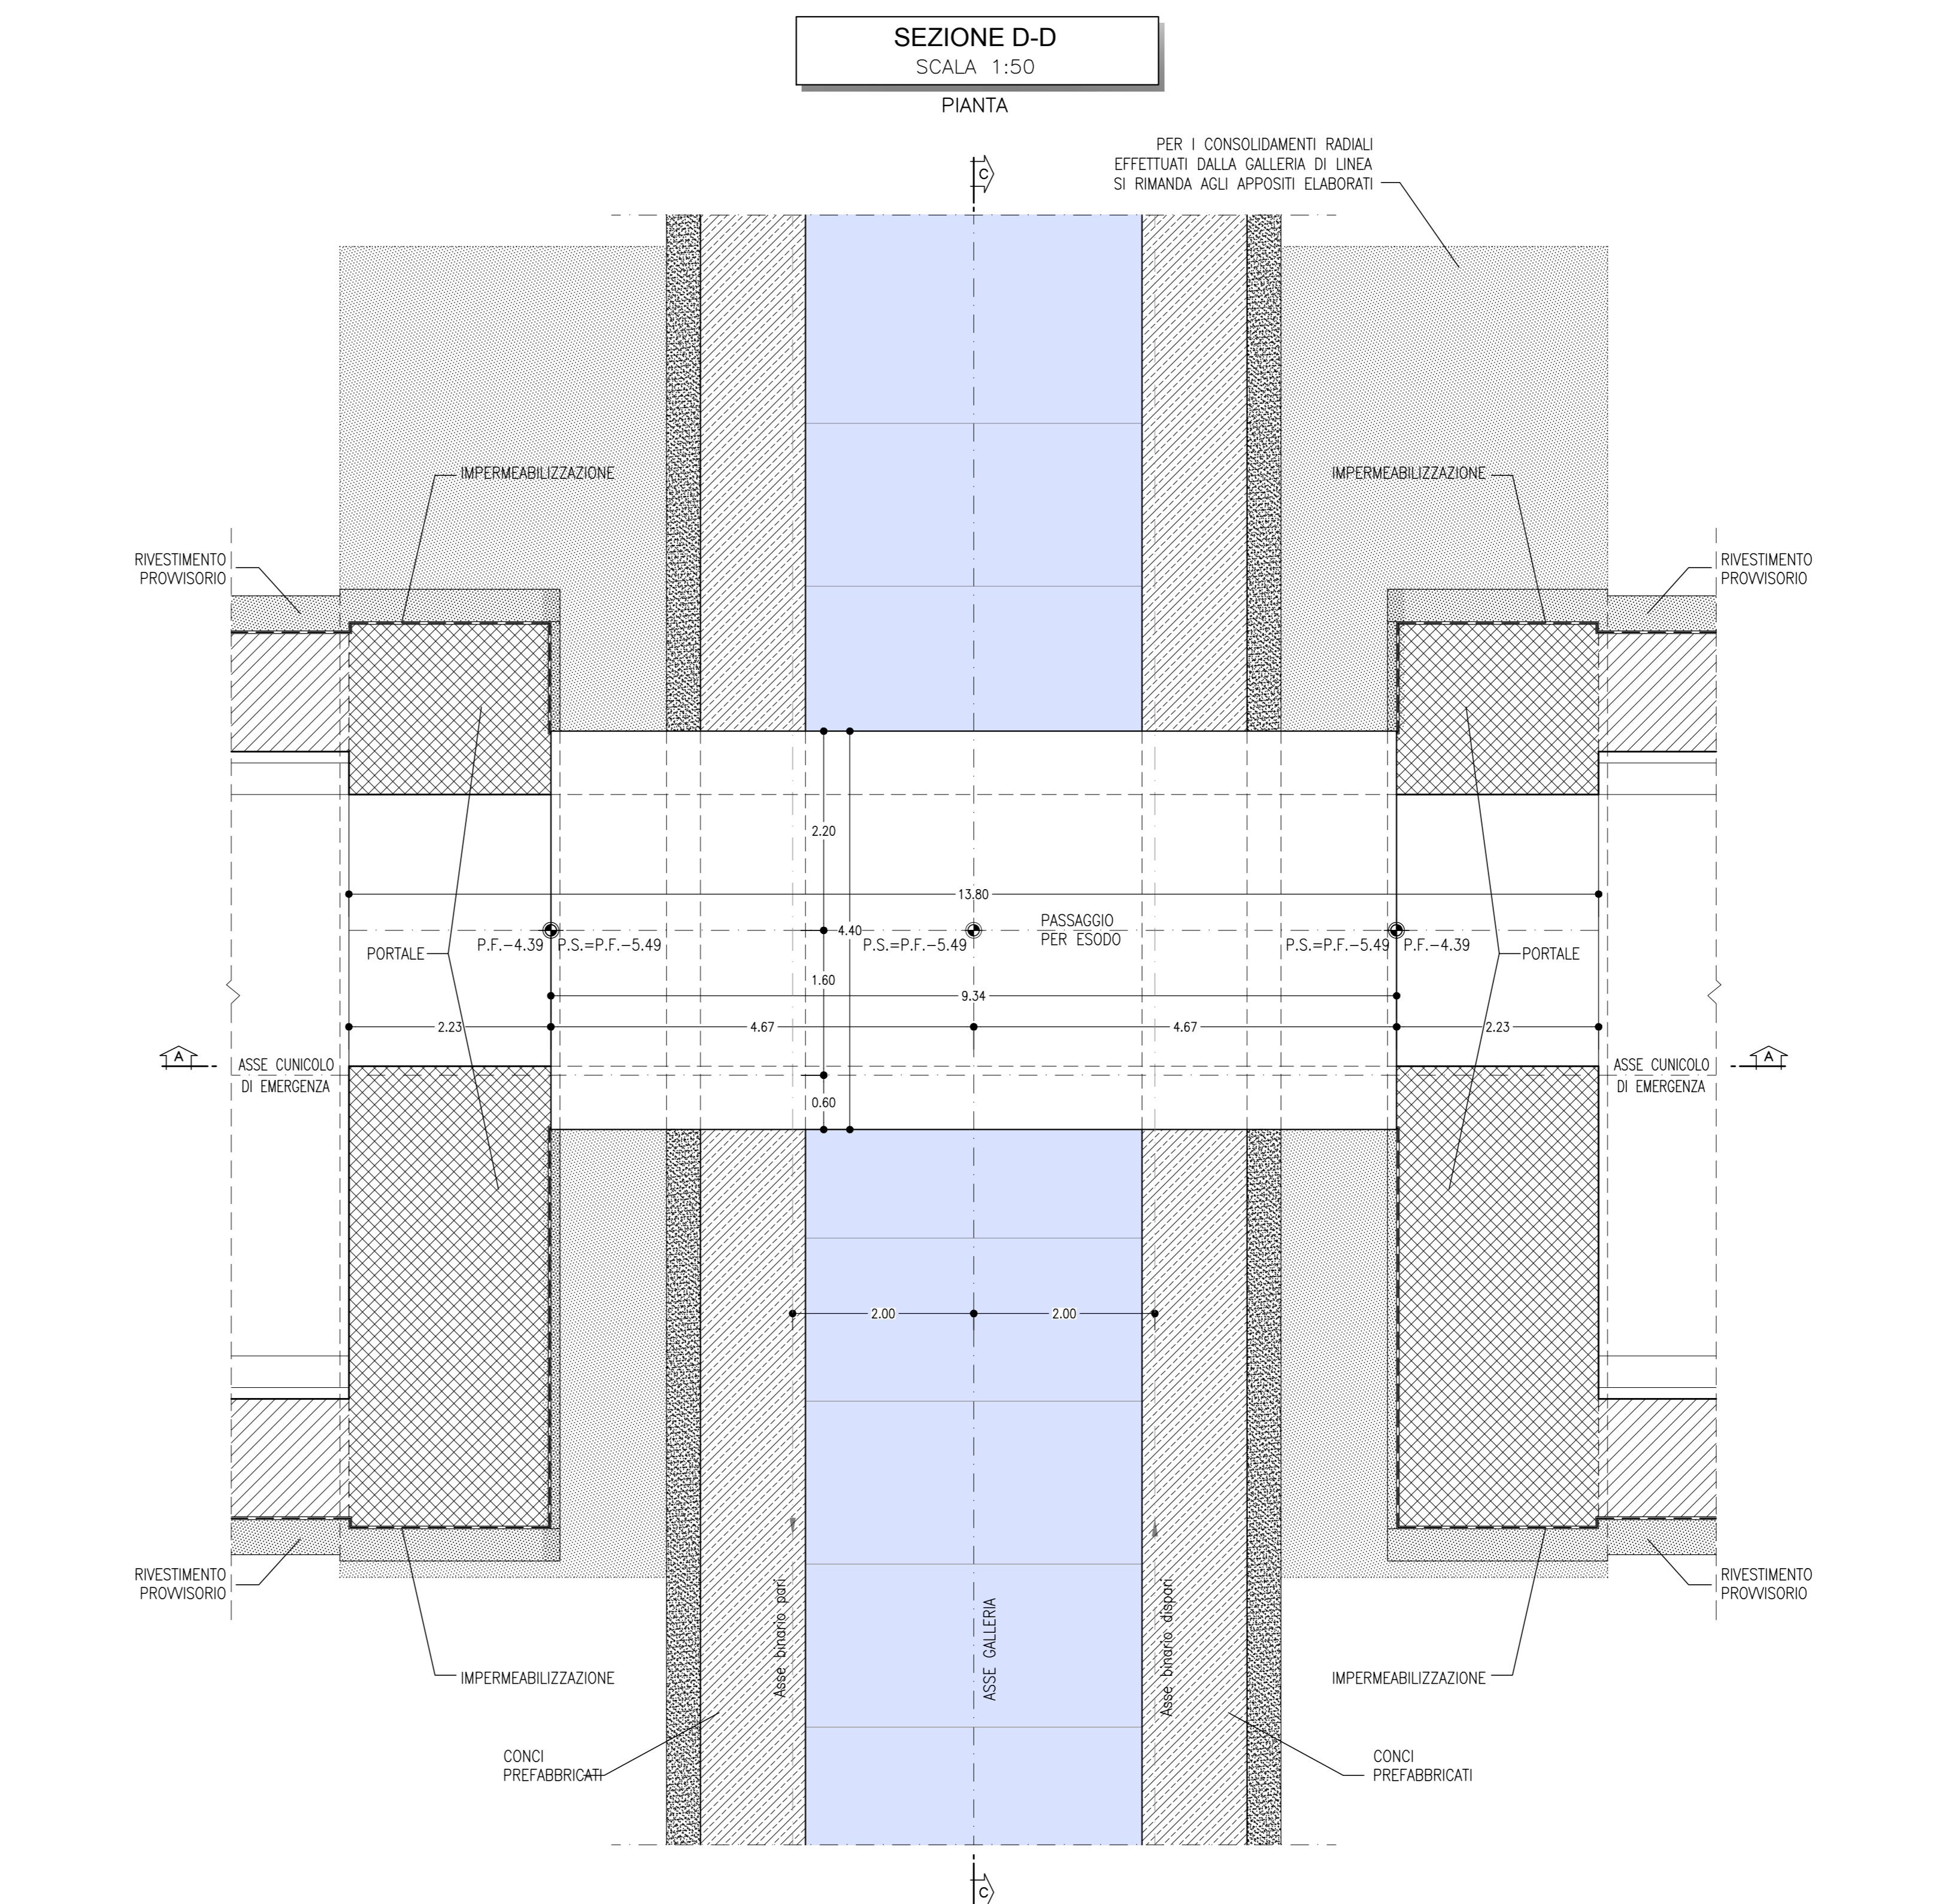 SEZIONE D-D
SCALA 1:50
PIANTA
C
PER I CONSOLIDAMENTI RADIALI
EFFETTUATI DALLA GALLERIA DI LINEA
SI RIMANDA AGLI APPOSITI ELABORATI
IMPERMEABILIZZAZIONE
IMPERMEABILIZZAZIONE
RIVESTIMENTO
PROVVISORIO
RIVESTIMENTO
PROVVISORIO
2.20
13.80
PASSAGGIO
PER ESODO
4.40
P.F.-4.39
P.S.=P.F.-5.49
P.S.=P.F.-5.49
P.S.=P.F.-5.49
P.F.-4.39
PORTALE
PORTALE
1.60
9.34
2.23
4.67
4.67
2.23
A
ASSE CUNICOLO
DI EMERGENZA
ASSE CUNICOLO
DI EMERGENZA
A
0.60
2.00
2.00
RIVESTIMENTO
PROVVISORIO
RIVESTIMENTO
PROVVISORIO
Asse binario pari
ASSE GALLERIA
Asse binario dispari
IMPERMEABILIZZAZIONE
IMPERMEABILIZZAZIONE
CONCI
PREFABBRICATI
CONCI
PREFABBRICATI
C